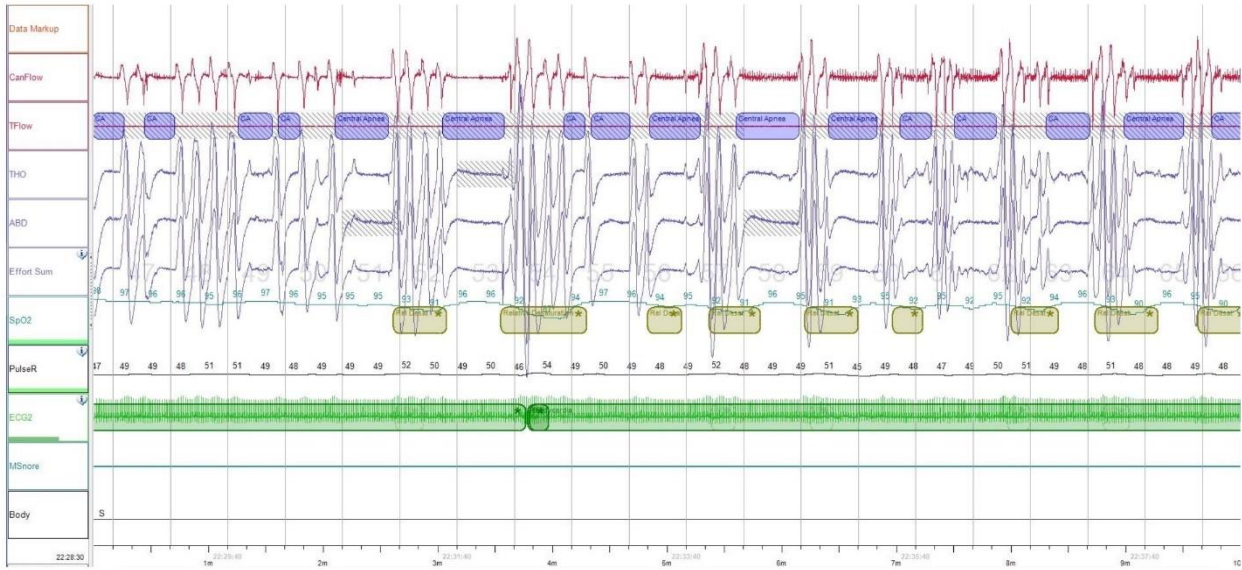 Data Markup
CanFlow
TFlow
CA CA CA CA Central Apnea Central Apnea CA CA Central Apnea Central Apnea Central Apnea CA CA CA Central Apnea CA
THO
ABD
Effort Sum
SpO2
97 96 96 95 96 97 96 95 95 93 91 96 96 92 94 97 96 94 95 92 91 96 95 91 93 95 95 92 92 95 92 94 96 93 90 96 95 90
Rel Desat * Relative Desaturation * Rel D * Rel Desat * Rel Desat * * Rel Desat * Rel Desat * Rel Desat
PulseR
47 49 49 48 51 51 49 48 49 49 52 50 49 50 46 54 49 50 49 48 49 52 48 49 49 51 45 49 48 47 48 50 51 49 49 51 48 48 49 48
ECG2
MSnore
Body
S
22:28:30
22:29:40 22:31:40 22:33:40 22:35:40 22:37:40
1m 2m 3m 4m 5m 6m 7m 8m 9m 10